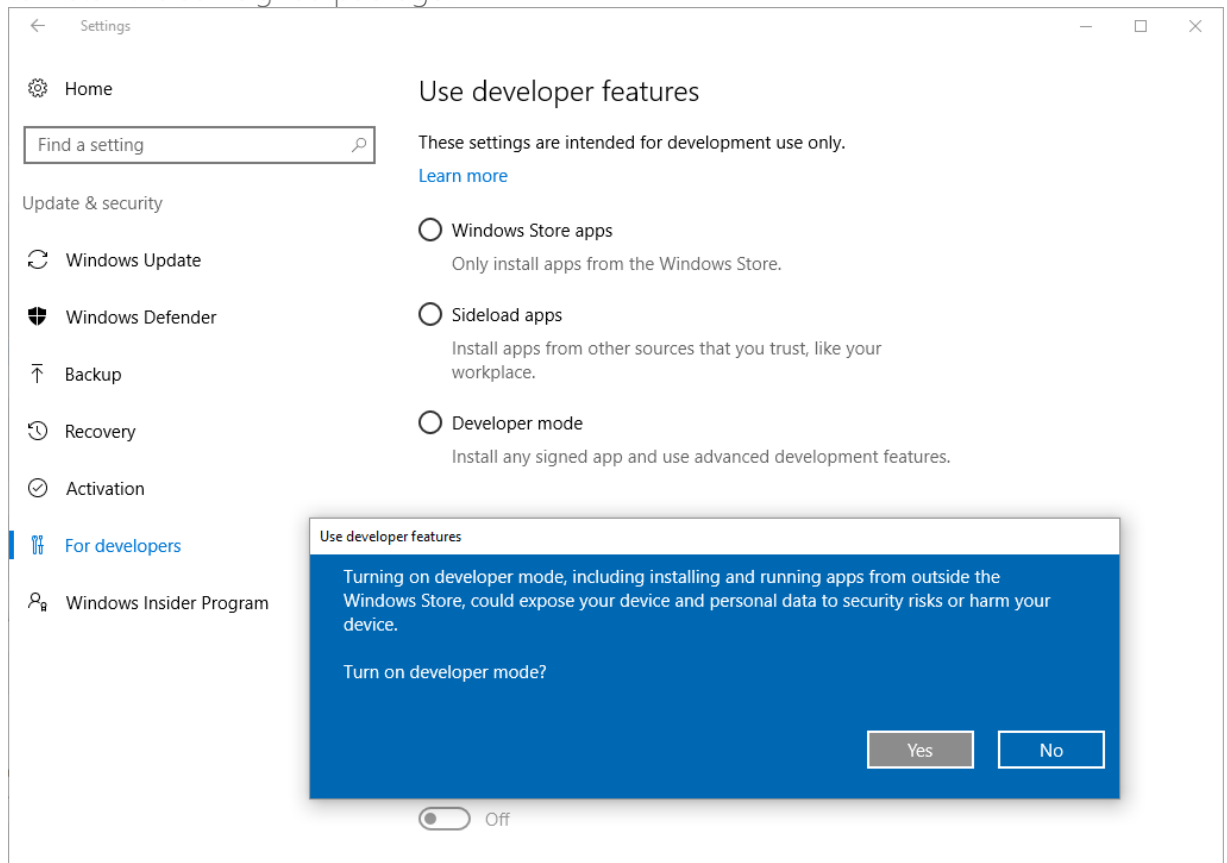 Settings
Home
Find a setting
Update & security
Windows Update
Windows Defender
Backup
Recovery
Activation
For developers
Windows Insider Program
Use developer features
These settings are intended for development use only.
Learn more
Windows Store apps
Only install apps from the Windows Store.
Sideload apps
Install apps from other sources that you trust, like your
workplace.
Developer mode
Install any signed app and use advanced development features.
Use developer features
Turning on developer mode, including installing and running apps from outside the
Windows Store, could expose your device and personal data to security risks or harm your
device.
Turn on developer mode?
Yes
No
Off